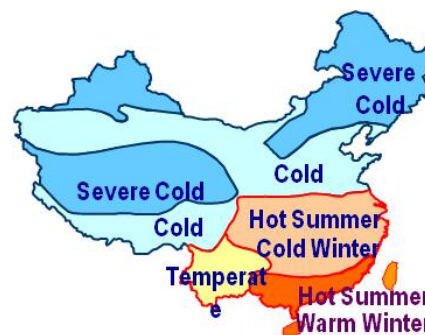 Severe
Cold
Cold
Severe Cold
Cold
Hot Summer
Cold Winter
Temperat
e
Hot Summer
Warm Winter